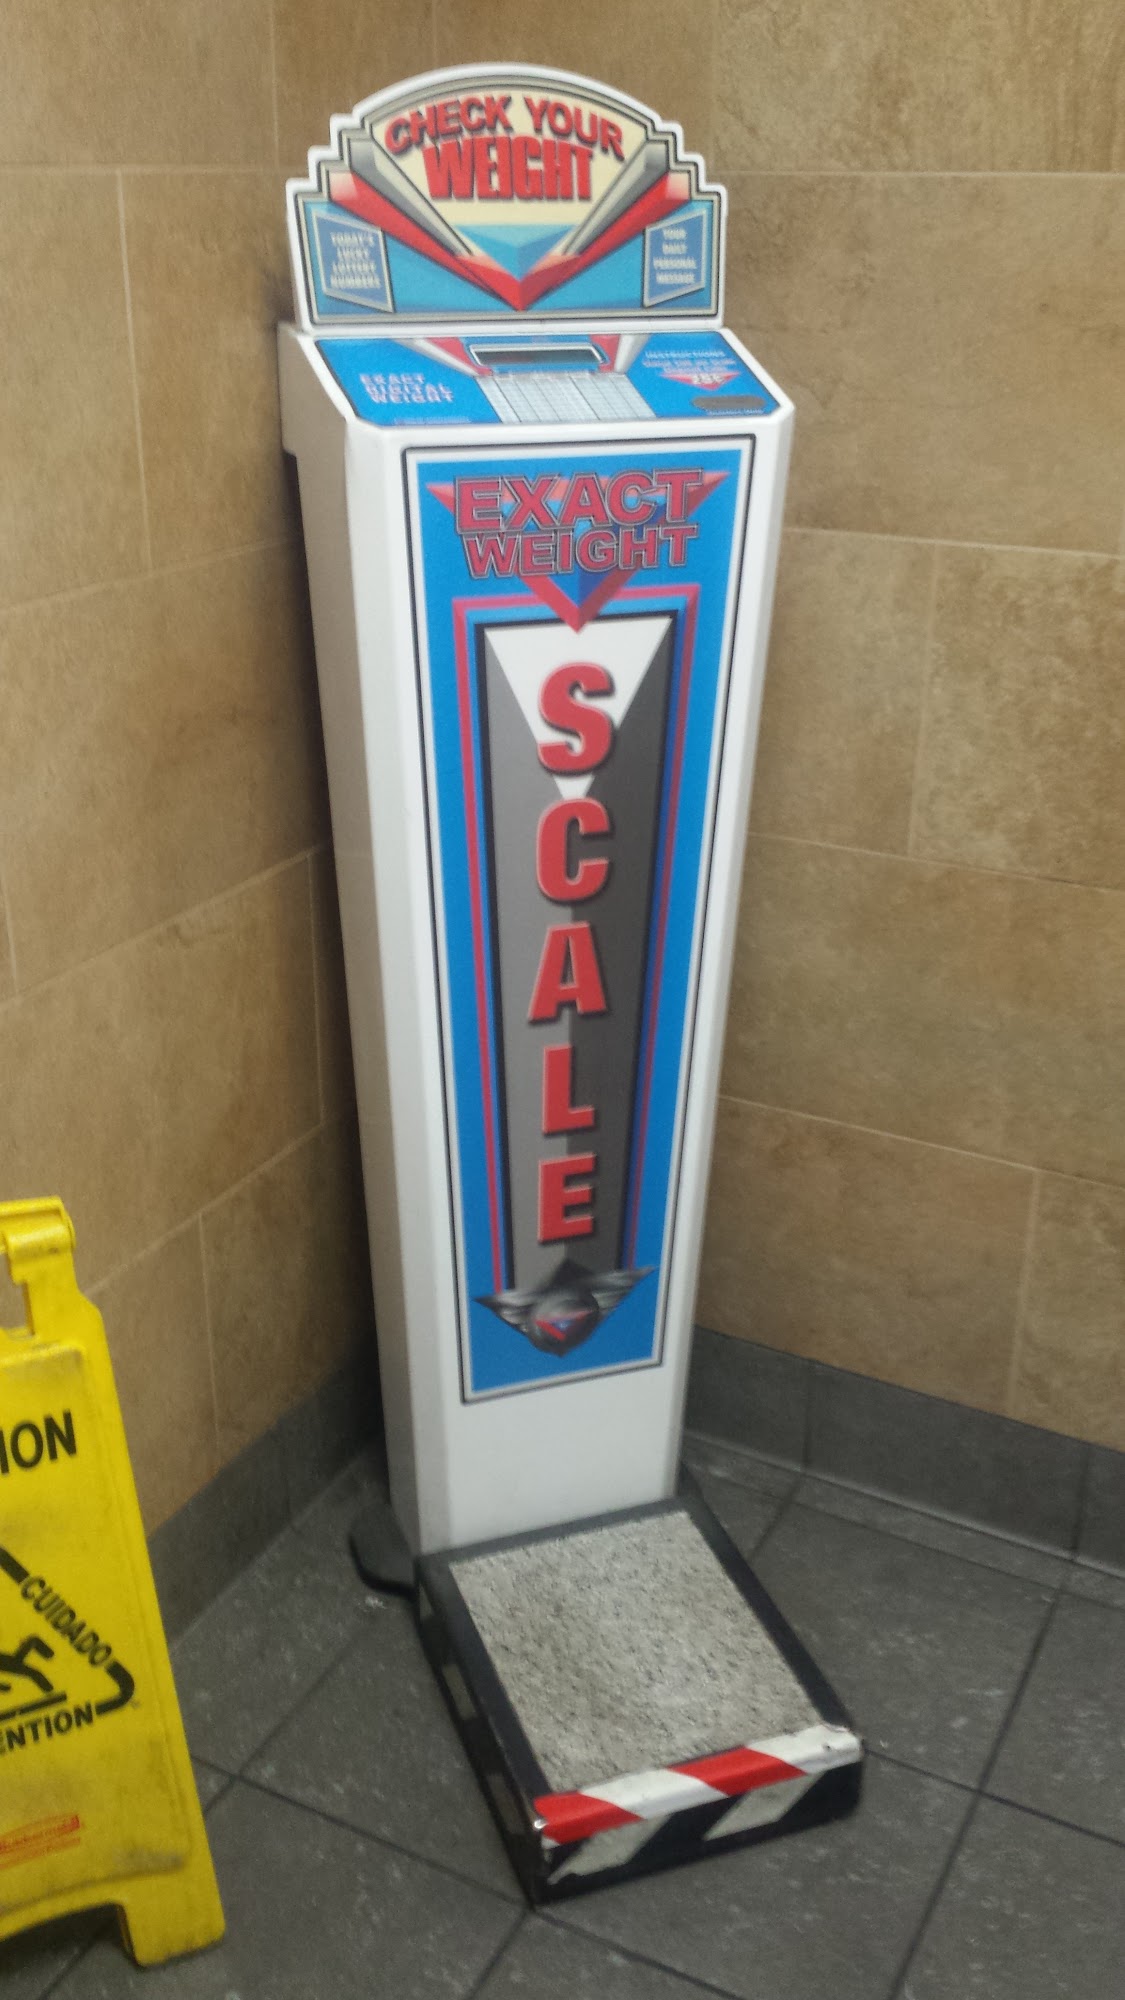 CHECK YOUR
WEIGHT
TODAY'S
LUCKY
LOTTERY
NUMBERS
YOUR
DAILY
PERSONAL
MESSAGE
EXACT
DIGITAL
WEIGHT
INSTRUCTIONS
25¢
EXACT
WEIGHT
SCALE
ION
CUIDADO
ENTION